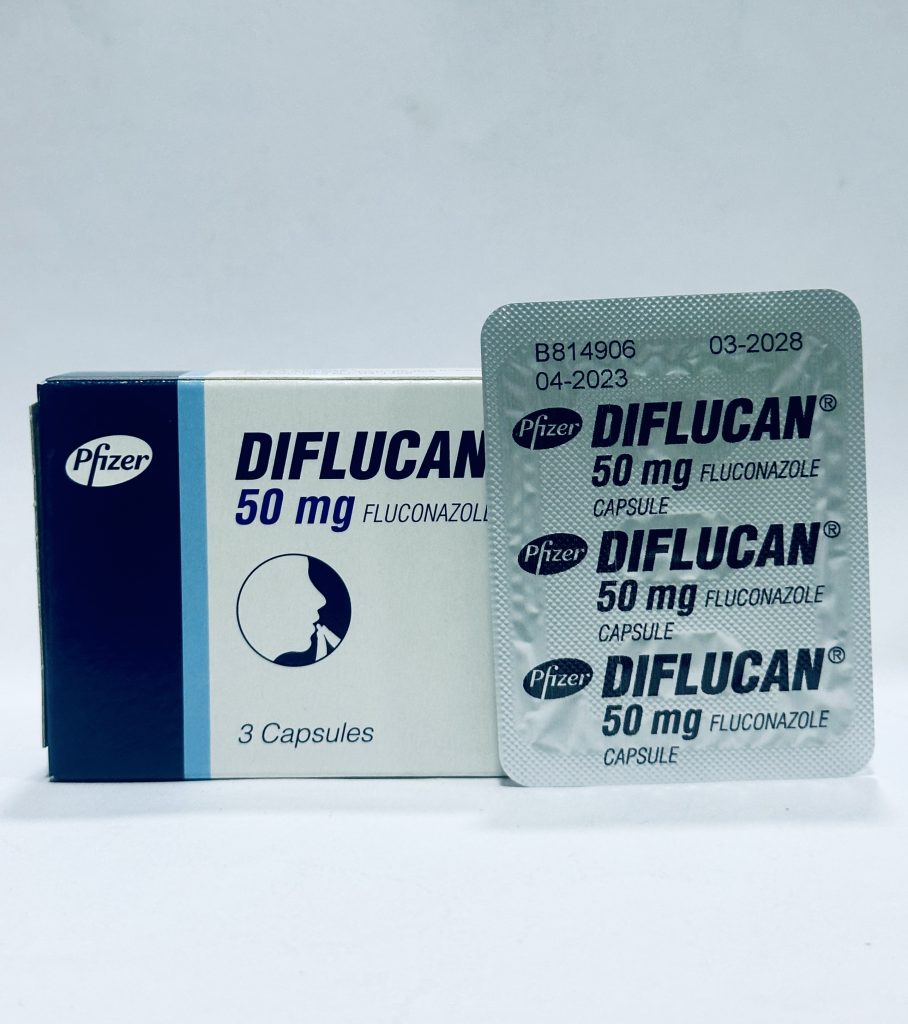 Pfizer
DIFLUCAN
50 mg FLUCONAZOLE
3 Capsules
B814906 03-2028
04-2023
Pfizer DIFLUCAN®
50 mg FLUCONAZOLE
CAPSULE
Pfizer DIFLUCAN®
50 mg FLUCONAZOLE
CAPSULE
Pfizer DIFLUCAN®
50 mg FLUCONAZOLE
CAPSULE